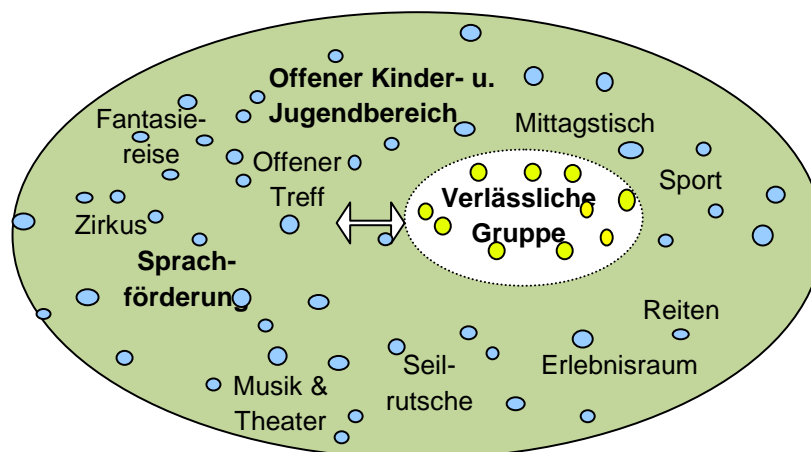 Offener Kinder- u.
Jugendbereich
Fantasie-
reise
Mittagstisch
Offener
Treff
Sport
Verlässliche
Gruppe
Zirkus
Sprach-
förderung
Reiten
Erlebnisraum
Seil-
rutsche
Musik &
Theater